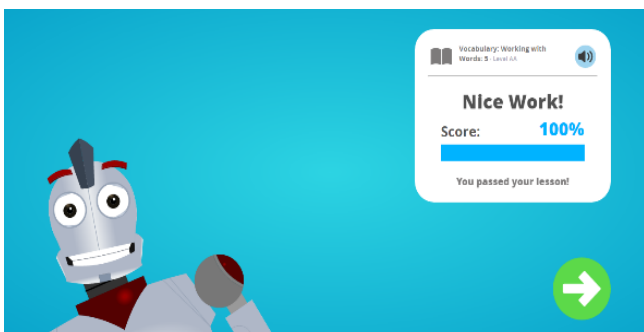 Vocabulary: Working with
Words: 5 - Level AA
Nice Work!
Score: 100%
You passed your lesson!